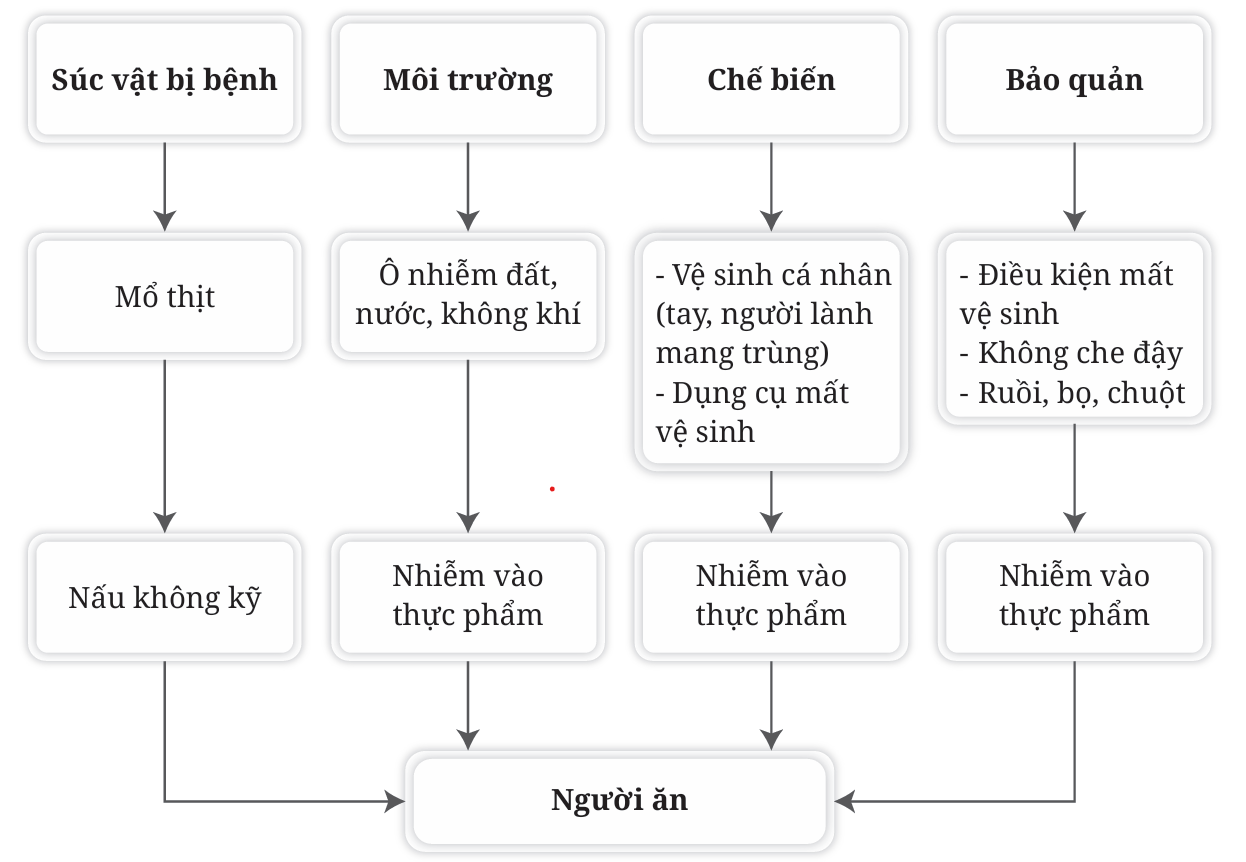 Súc vật bị bệnh
Môi trường
Chế biến
Bảo quản
Mổ thịt
Ô nhiễm đất,
nước, không khí
- Vệ sinh cá nhân
(tay, người lành
mang trùng)
- Dụng cụ mất
vệ sinh
- Điều kiện mất
vệ sinh
- Không che đậy
- Ruồi, bọ, chuột
Nấu không kỹ
Nhiễm vào
thực phẩm
Nhiễm vào
thực phẩm
Nhiễm vào
thực phẩm
Người ăn